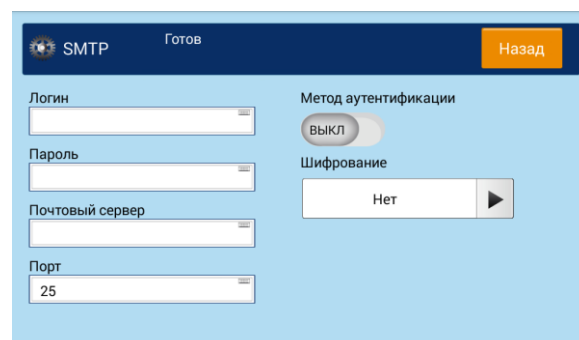 SMTP
Готов
Назад
Логин
Пароль
Почтовый сервер
Порт
25
Метод аутентификации
ВЫКЛ
Шифрование
Нет